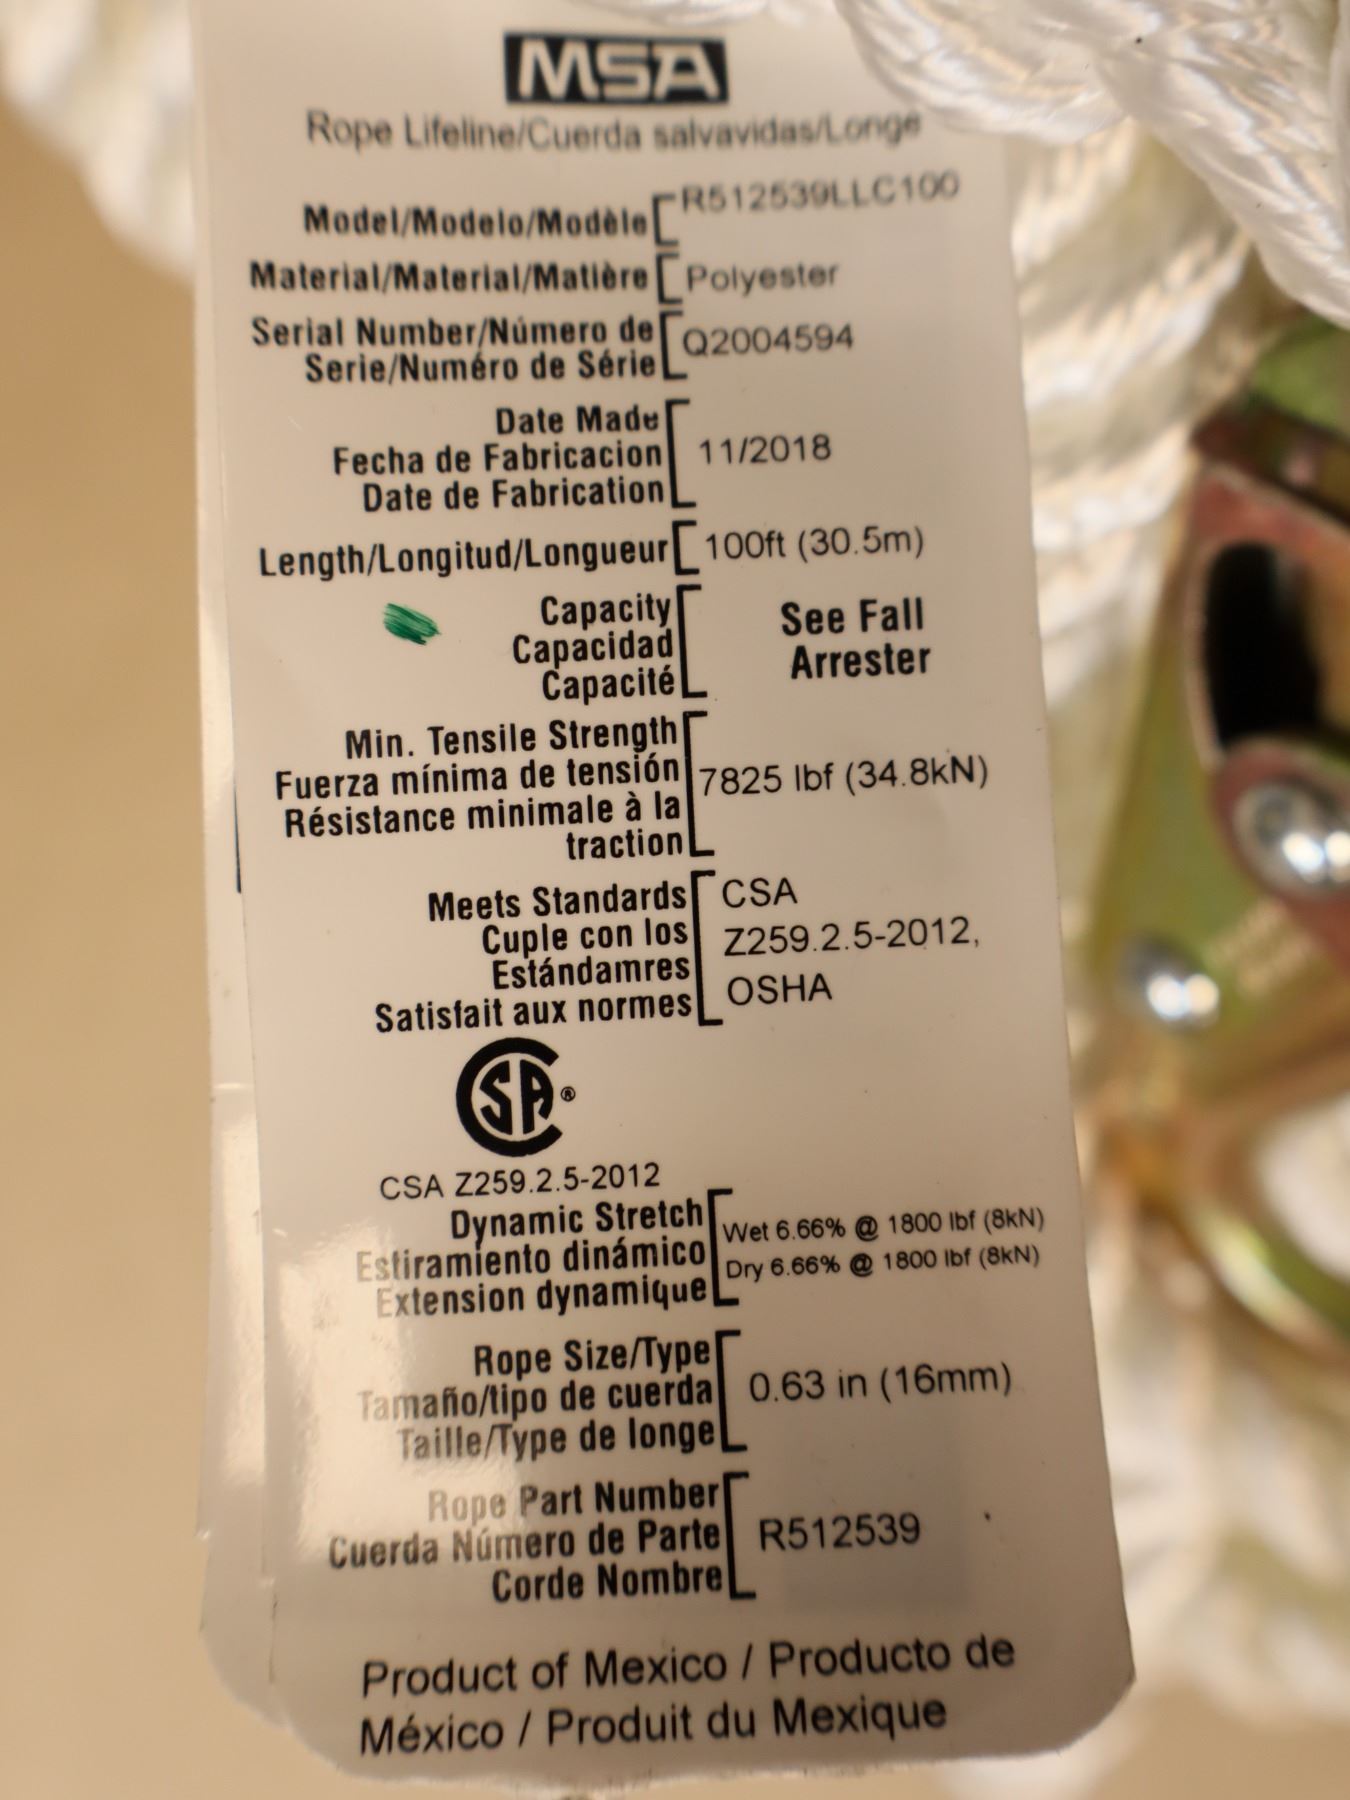 MSA
Rope Lifeline/Cuerda salvavidas/Longe
Model/Modelo/Modèle R512539LLC100
Material/Material/Matière Polyester
Serial Number/Número de
Serie/Numéro de Série Q2004594
Date Made
Fecha de Fabricacion 11/2018
Date de Fabrication
Length/Longitud/Longueur 100ft (30.5m)
Capacity See Fall
Capacidad Arrester
Capacité
Min. Tensile Strength
Fuerza mínima de tensión 7825 lbf (34.8kN)
Résistance minimale à la
traction
Meets Standards CSA
Cuple con los Z259.2.5-2012,
Estándamres OSHA
Satisfait aux normes
CSA®
CSA Z259.2.5-2012
Dynamic Stretch Wet 6.66% @ 1800 lbf (8kN)
Estiramiento dinámico Dry 6.66% @ 1800 lbf (8kN)
Extension dynamique
Rope Size/Type
Tamaño/tipo de cuerda 0.63 in (16mm)
Taille/Type de longe
Rope Part Number
Cuerda Número de Parte R512539
Corde Nombre
Product of Mexico / Producto de
México / Produit du Mexique